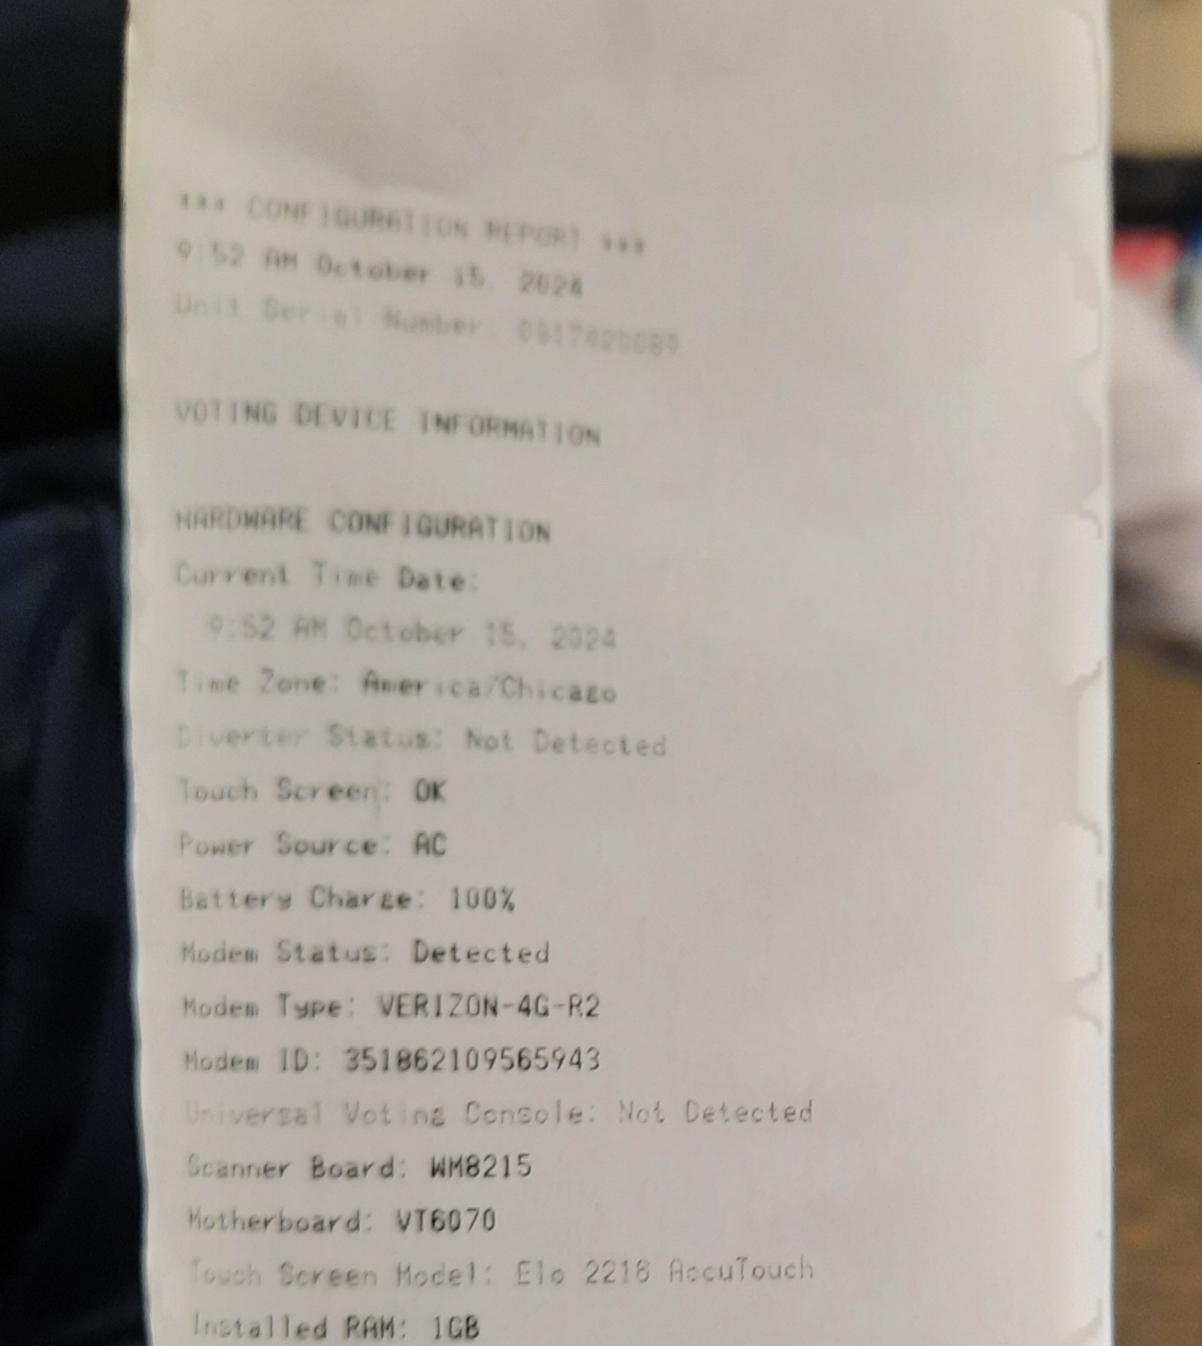 *** CONFIGURATION REPORT ***
9:52 AM October 15, 2024
Unit Serial Number:
VOTING DEVICE INFORMATION
HARDWARE CONFIGURATION
Current Time Date:
9:52 AM October 15, 2024
Time Zone: America/Chicago
Diverter Status: Not Detected
Touch Screen: OK
Power Source: AC
Battery Charge: 100%
Modem Status: Detected
Modem Type: VERIZON-4G-R2
Modem ID: 351862109565943
Universal Voting Console: Not Detected
Scanner Board: WM8215
Motherboard: VT6070
Touch Screen Model: Elo 2216 AccuTouch
Installed RAM: 1GB